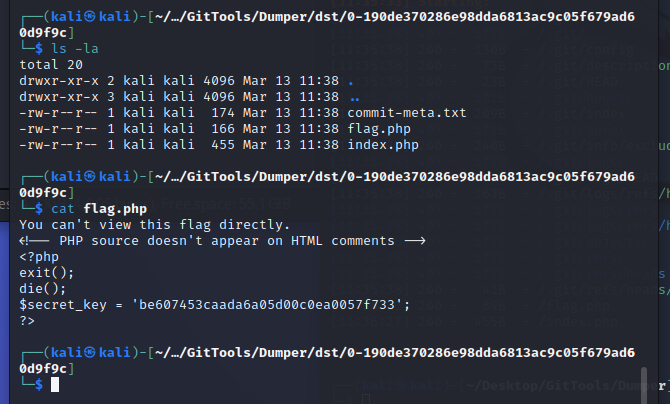 ┌──(kali㉿kali)-[~/…/GitTools/Dumper/dst/0-190de370286e98dda6813ac9c05f679ad6
0d9f9c]
└─$ ls -la
total 20
drwxr-xr-x 2 kali kali 4096 Mar 13 11:38 .
drwxr-xr-x 3 kali kali 4096 Mar 13 11:38 ..
-rw-r--r-- 1 kali kali  174 Mar 13 11:38 commit-meta.txt
-rw-r--r-- 1 kali kali  166 Mar 13 11:38 flag.php
-rw-r--r-- 1 kali kali  455 Mar 13 11:38 index.php
┌──(kali㉿kali)-[~/…/GitTools/Dumper/dst/0-190de370286e98dda6813ac9c05f679ad6
0d9f9c]
└─$ cat flag.php
You can't view this flag directly.
<!-- PHP source doesn't appear on HTML comments -->
<?php
exit();
die();
$secret_key = 'be607453caada6a05d00c0ea0057f733';
?>
┌──(kali㉿kali)-[~/…/GitTools/Dumper/dst/0-190de370286e98dda6813ac9c05f679ad6
0d9f9c]
└─$